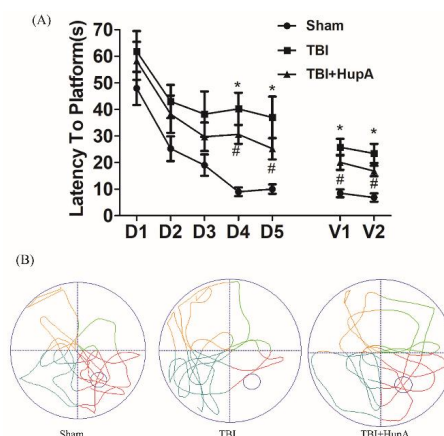 (A)
Sham
TBI
TBI+HupA
Latency To Platform(s)
70
60
50
40
30
20
10
0
* * * *
# # # #
D1 D2 D3 D4 D5 V1 V2
(B)
Sham TBI TBI+HupA